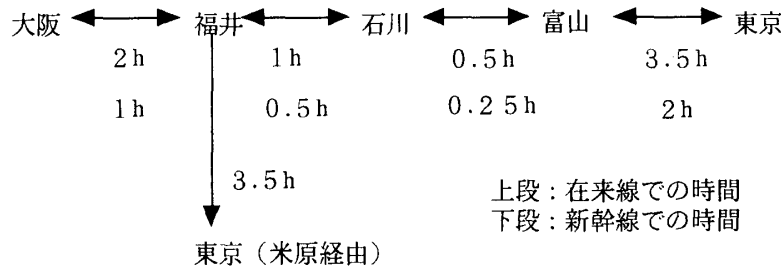 大阪 福井 石川 富山 東京
2h 1h 0.5h 3.5h
1h 0.5h 0.25h 2h
3.5h
上段：在来線での時間
下段：新幹線での時間
東京（米原経由）